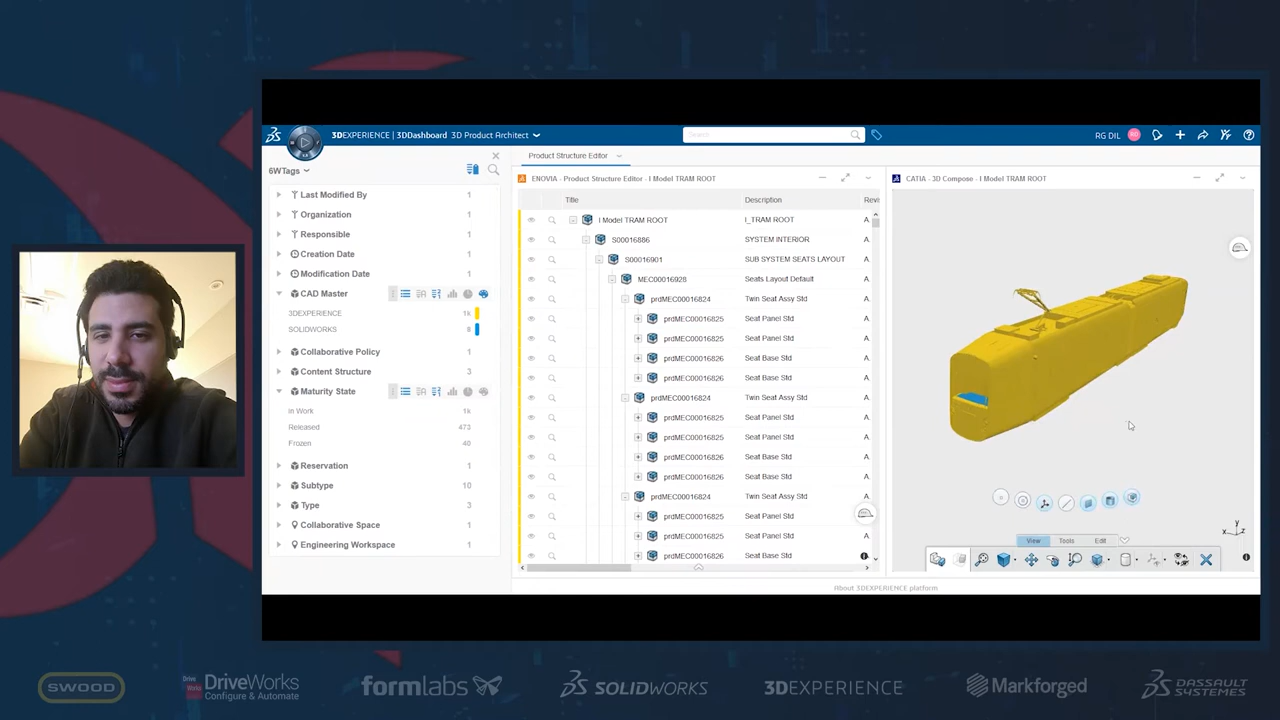 3DEXPERIENCE | 3DDashboard 3D Product Architect
Search
RG DIL
6WTags
Last Modified By 1
Organization 1
Responsible 1
Creation Date 1
Modification Date 1
CAD Master
3DEXPERIENCE 1k
SOLIDWORKS 8
Collaborative Policy 1
Content Structure 3
Maturity State
In Work 1k
Released 473
Frozen 40
Reservation 1
Subtype 10
Type 3
Collaborative Space 1
Engineering Workspace 1
Product Structure Editor
ENOVIA - Product Structure Editor - I Model TRAM ROOT
Title Description Revi
I Model TRAM ROOT I_TRAM ROOT A.
S00016886 SYSTEM INTERIOR A.
S00016901 SUB SYSTEM SEATS LAYOUT A.
MEC00016928 Seats Layout Default A.
prdMEC00016824 Twin Seat Assy Std A.
prdMEC00016825 Seat Panel Std A.
prdMEC00016825 Seat Panel Std A.
prdMEC00016826 Seat Base Std A.
prdMEC00016826 Seat Base Std A.
prdMEC00016824 Twin Seat Assy Std A.
prdMEC00016825 Seat Panel Std A.
prdMEC00016825 Seat Panel Std A.
prdMEC00016826 Seat Base Std A.
prdMEC00016826 Seat Base Std A.
prdMEC00016824 Twin Seat Assy Std A.
prdMEC00016825 Seat Panel Std A.
prdMEC00016825 Seat Panel Std A.
prdMEC00016826 Seat Base Std
CATIA - 3D Compose - I Model TRAM ROOT
y
x z
View Tools Edit
About 3DEXPERIENCE platform
SWOOD
DriveWorks
Configure & Automate
formlabs
SOLIDWORKS
3DEXPERIENCE
Markforged
DASSAULT
SYSTEMES